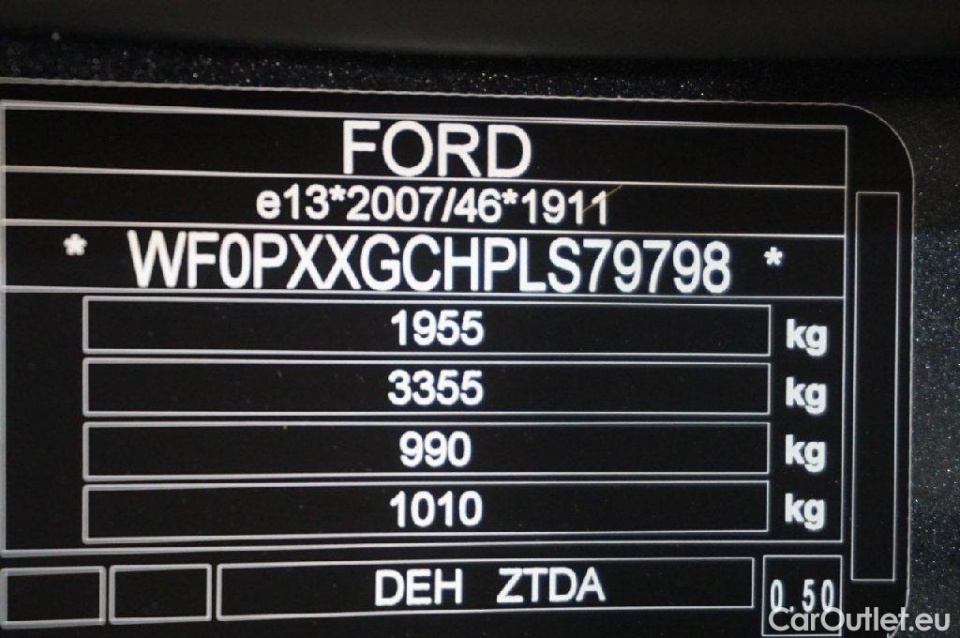 FORD
e13*2007/46*1911
* WF0PXXGCHPLS79798 *
1955 kg
3355 kg
990 kg
1010 kg
DEH ZTDA
0.50
CarOutlet.eu